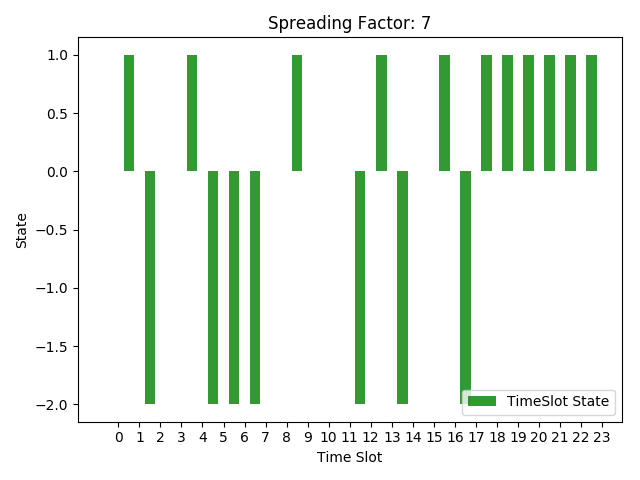 Spreading Factor: 7
1.0
0.5
0.0
−0.5
−1.0
−1.5
−2.0
State
0 1 2 3 4 5 6 7 8 9 10 11 12 13 14 15 16 17 18 19 20 21 22 23
Time Slot
TimeSlot State